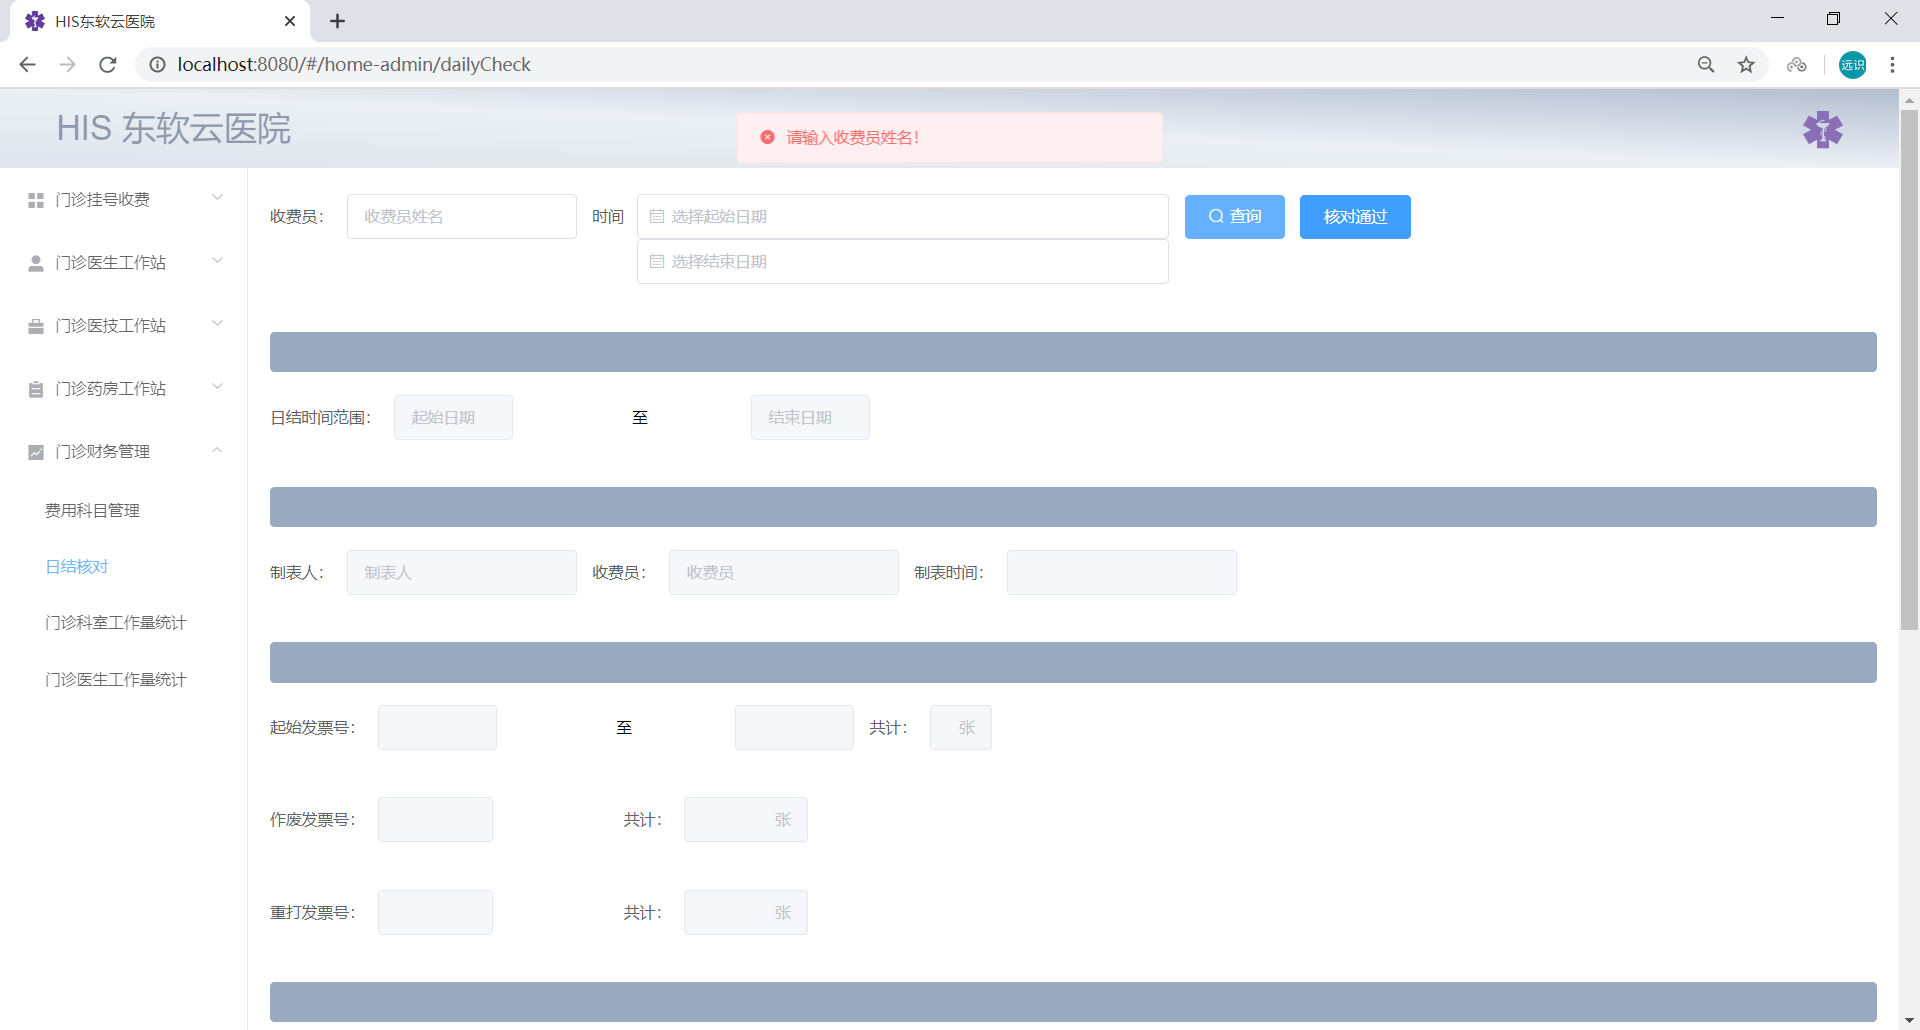 HIS东软云医院
localhost:8080/#/home-admin/dailyCheck
远识
HIS 东软云医院
请输入收费员姓名!
门诊挂号收费
门诊医生工作站
门诊医技工作站
门诊药房工作站
门诊财务管理
费用科目管理
日结核对
门诊科室工作量统计
门诊医生工作量统计
收费员: 收费员姓名 时间 选择起始日期 查询 核对通过
选择结束日期
日结时间范围: 起始日期 至 结束日期
制表人: 制表人 收费员: 收费员 制表时间:
起始发票号: 至 共计: 张
作废发票号: 共计: 张
重打发票号: 共计: 张